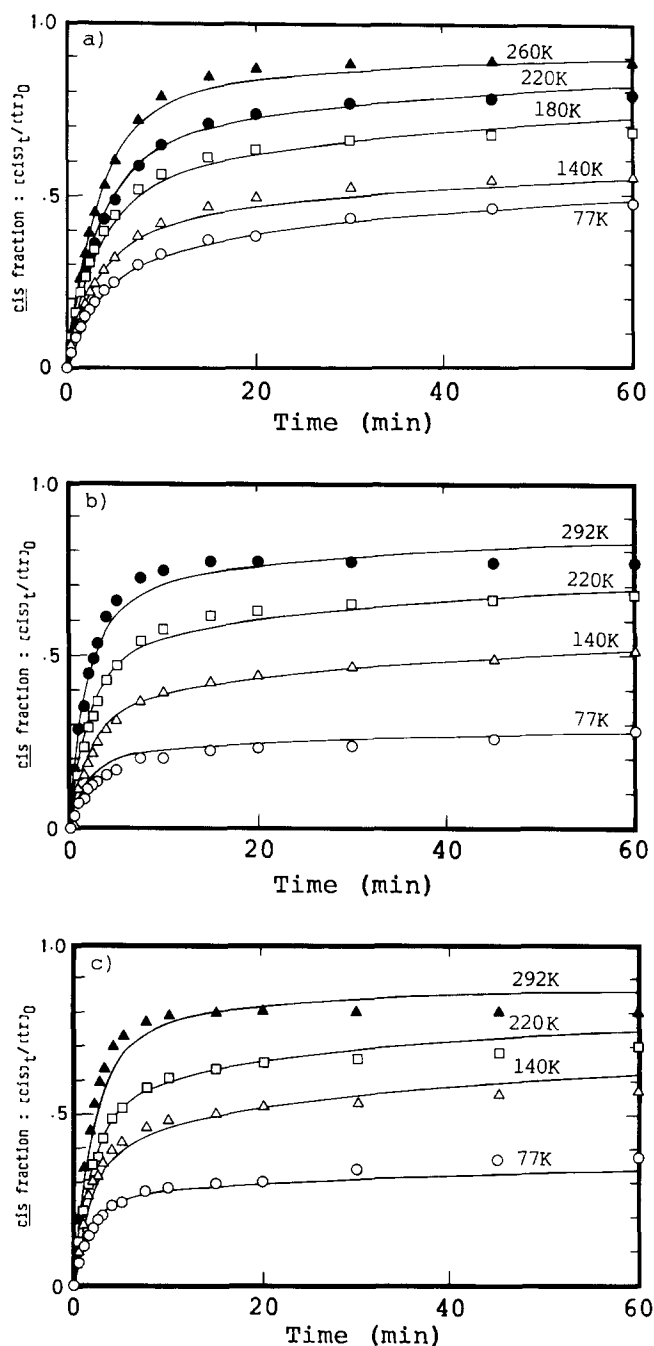 1.0
a)
260K
220K
180K
.5
140K
77K
0
0
20
40
60
Time (min)
cis fraction : [cis]t/[tr]0
1.0
b)
292K
220K
.5
140K
77K
0
0
20
40
60
Time (min)
cis fraction : [cis]t/[tr]0
1.0
c)
292K
220K
140K
.5
77K
0
0
20
40
60
Time (min)
cis fraction : [cis]t/[tr]0